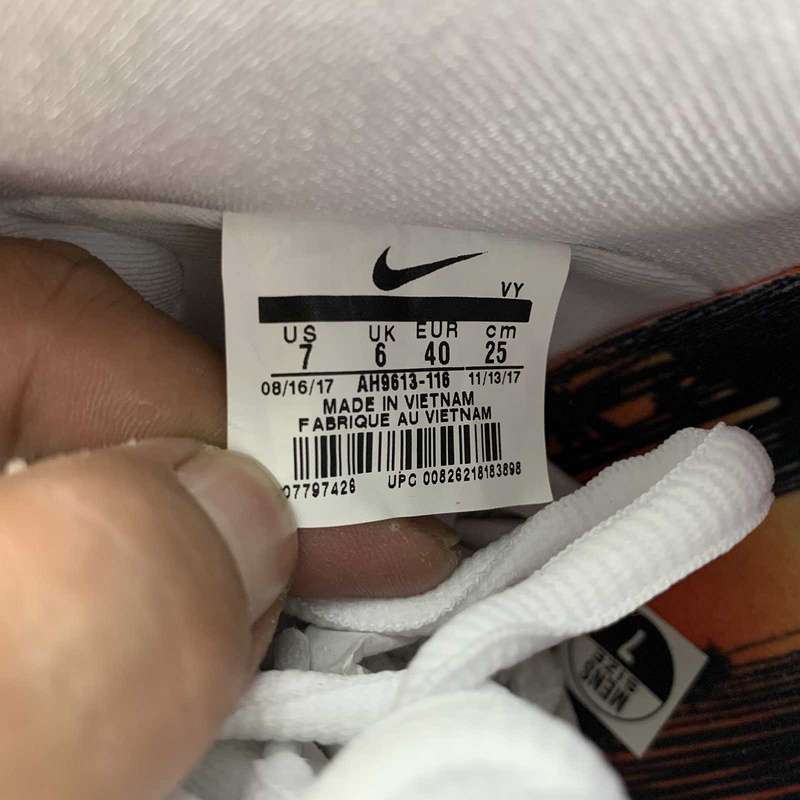 VY
US UK EUR cm
7 6 40 25
08/16/17 AH9613-116 11/13/17
MADE IN VIETNAM
FABRIQUE AU VIETNAM
07797426 UPC 00826218183898
MENS
SIZE
7